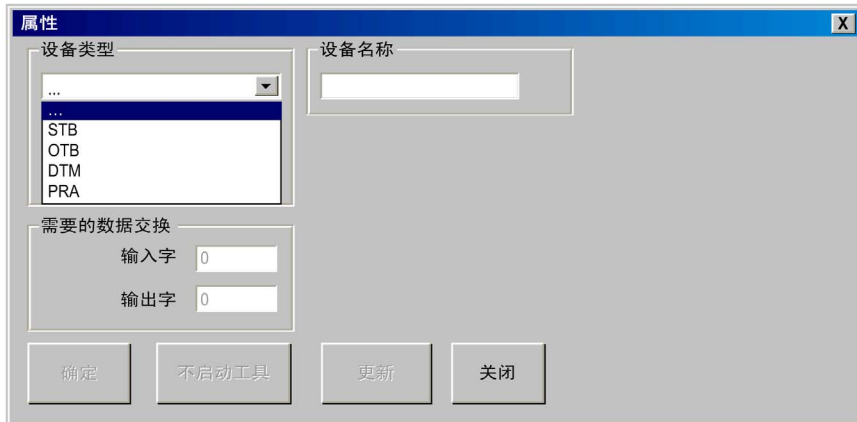 属性 X
设备类型
设备名称
...
...
STB
OTB
DTM
PRA
需要的数据交换
输入字 0
输出字 0
确定 不启动工具 更新 关闭